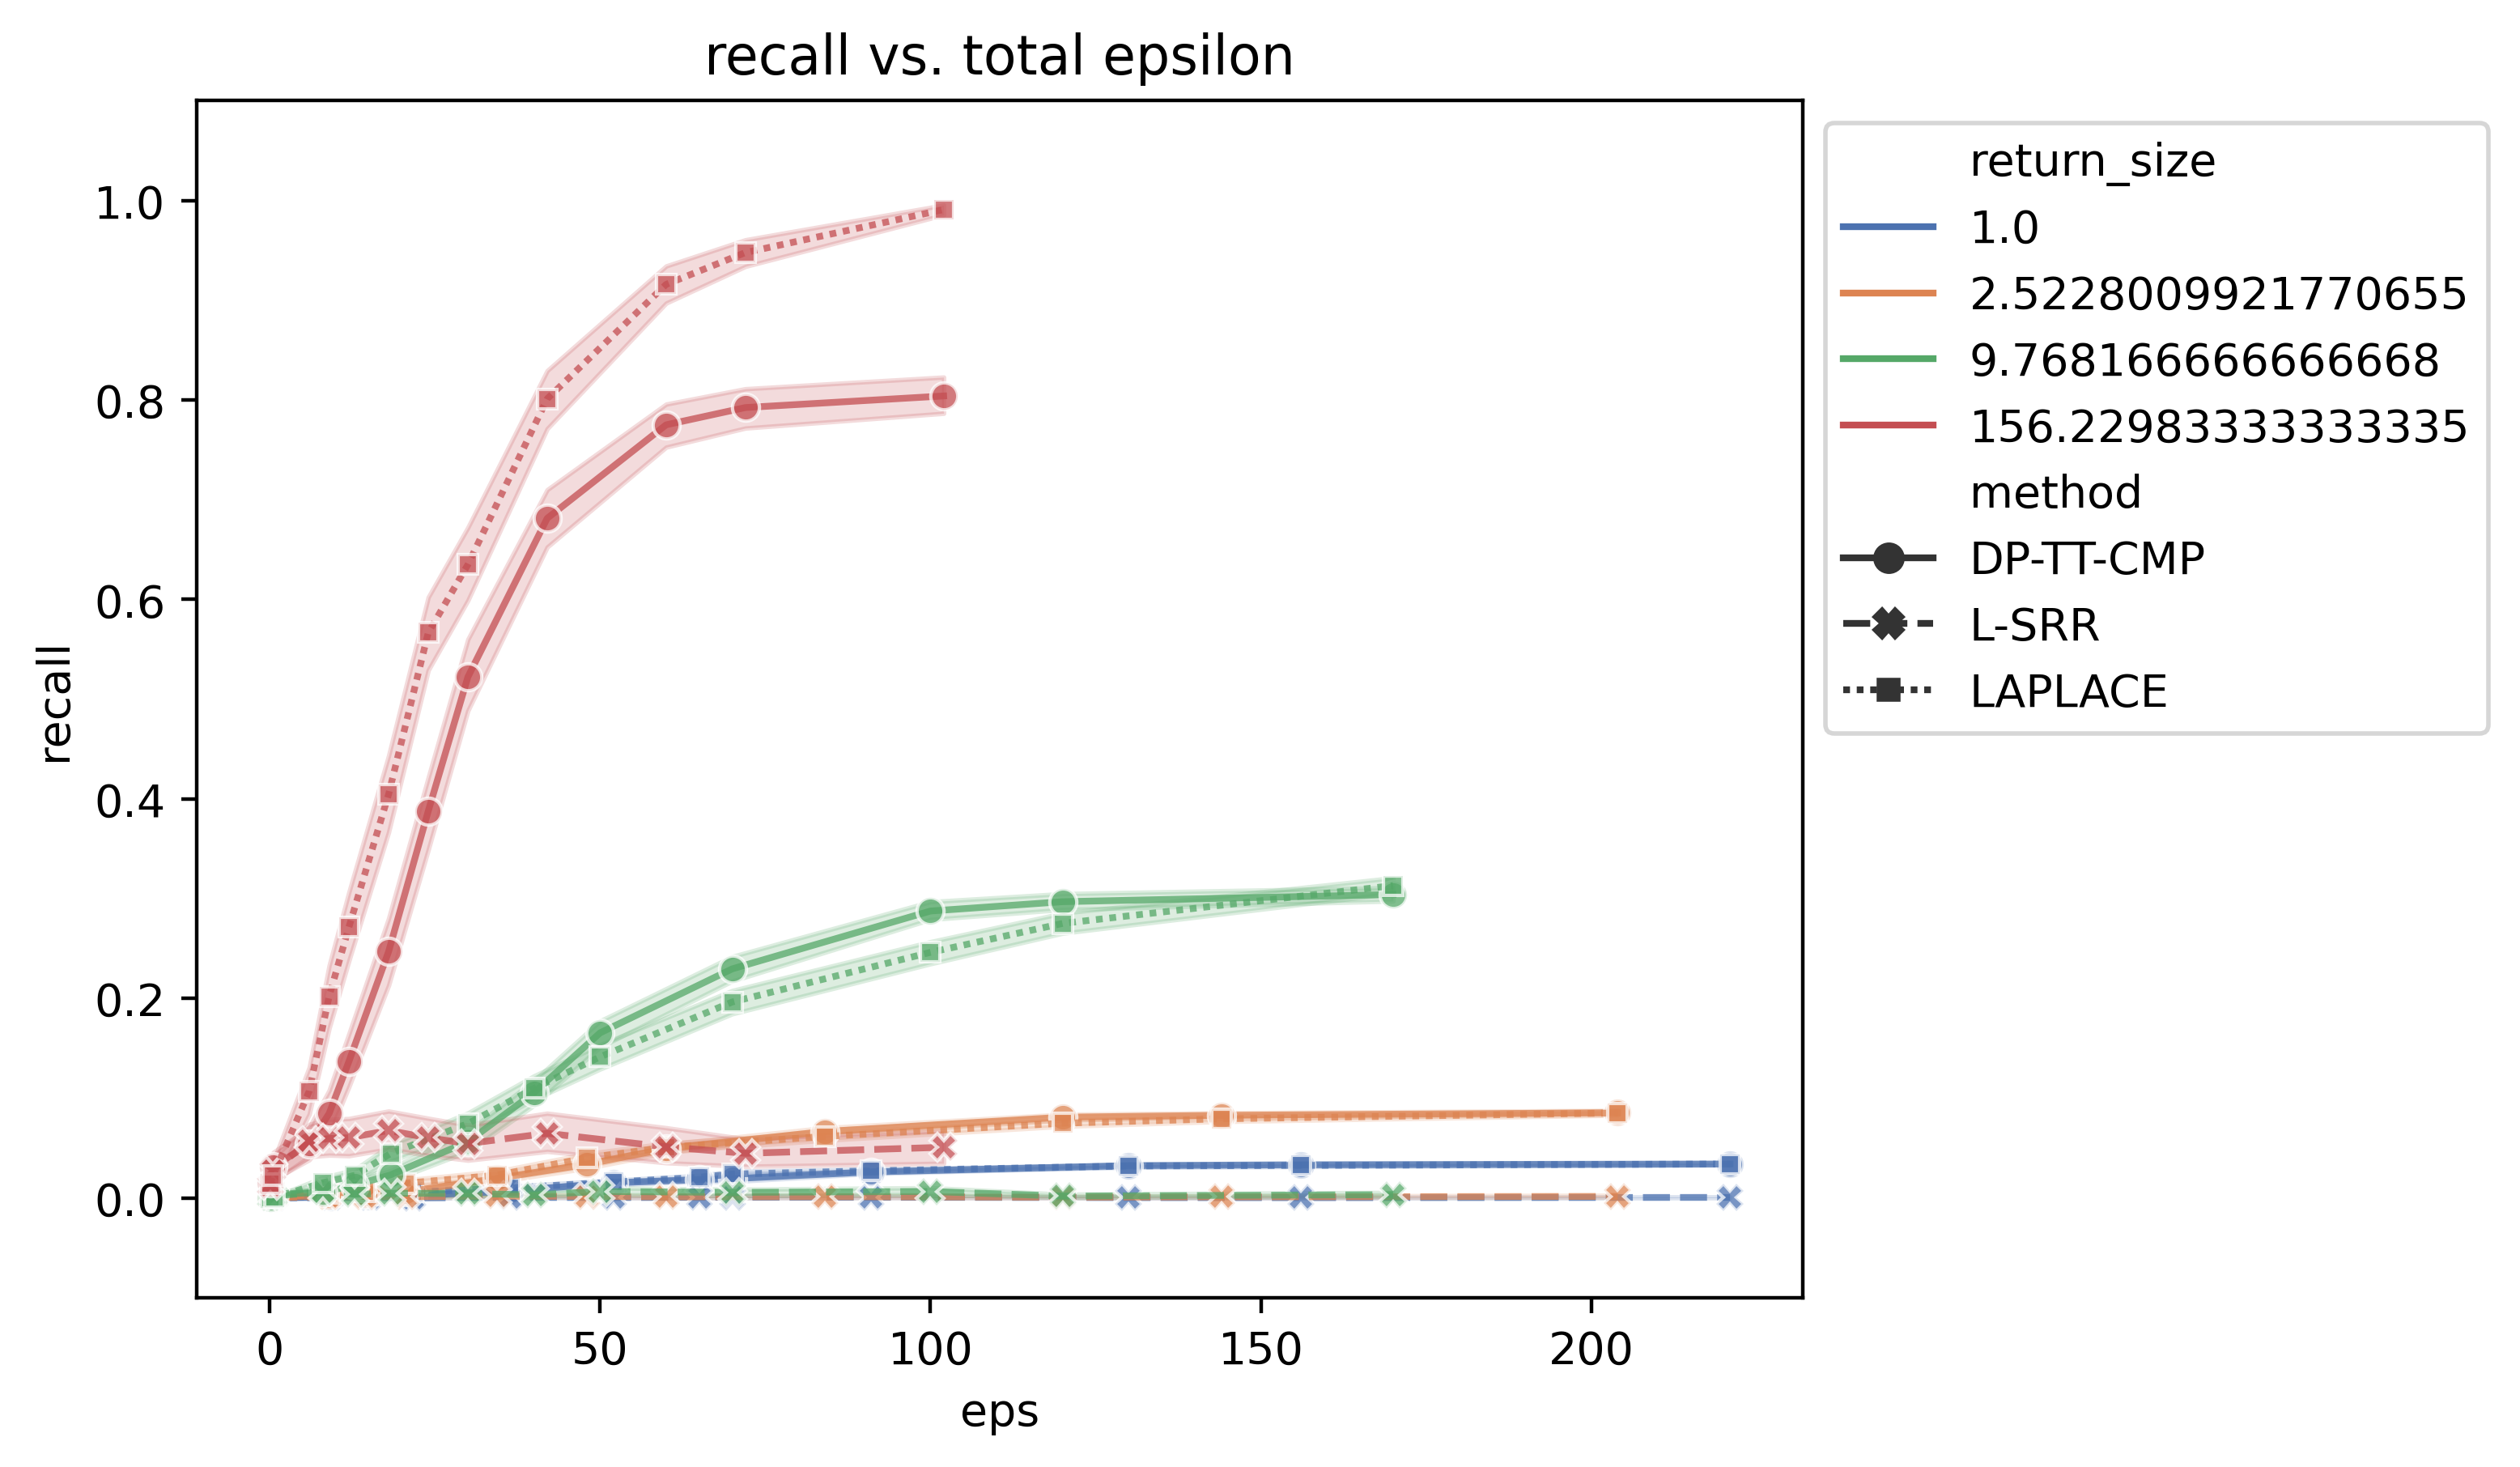 recall vs. total epsilon
1.0
0.8
0.6
0.4
0.2
0.0
recall
0
50
100
150
200
eps
return_size
1.0
2.5228009921770655
9.768166666666668
156.22983333333335
method
DP-TT-CMP
L-SRR
LAPLACE